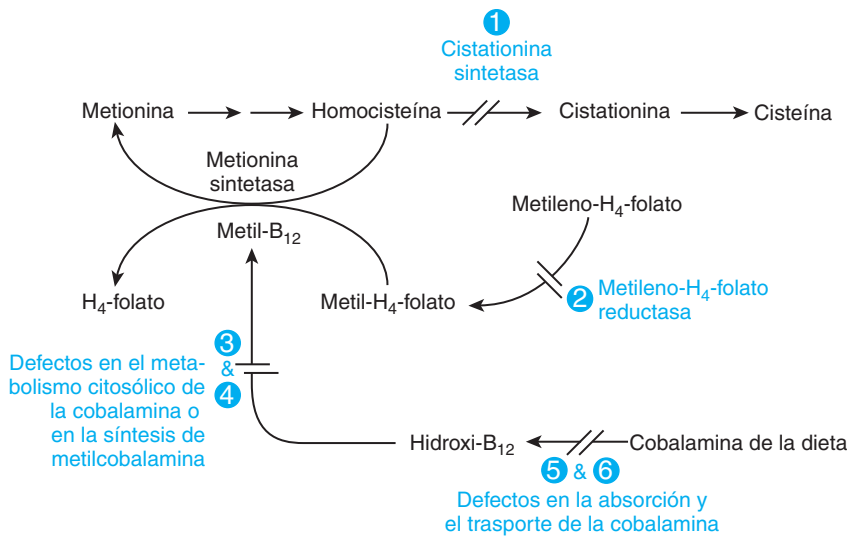 1
Cistationina
sintetasa
Metionina
Homocisteína
Cistationina
Cisteína
Metionina
sintetasa
Metil-B12
Metileno-H4-folato
H4-folato
Metil-H4-folato
2 Metileno-H4-folato
reductasa
3
&
4
Defectos en el meta-
bolismo citosólico de
la cobalamina o
en la síntesis de
metilcobalamina
Hidroxi-B12
Cobalamina de la dieta
5 & 6
Defectos en la absorción y
el trasporte de la cobalamina